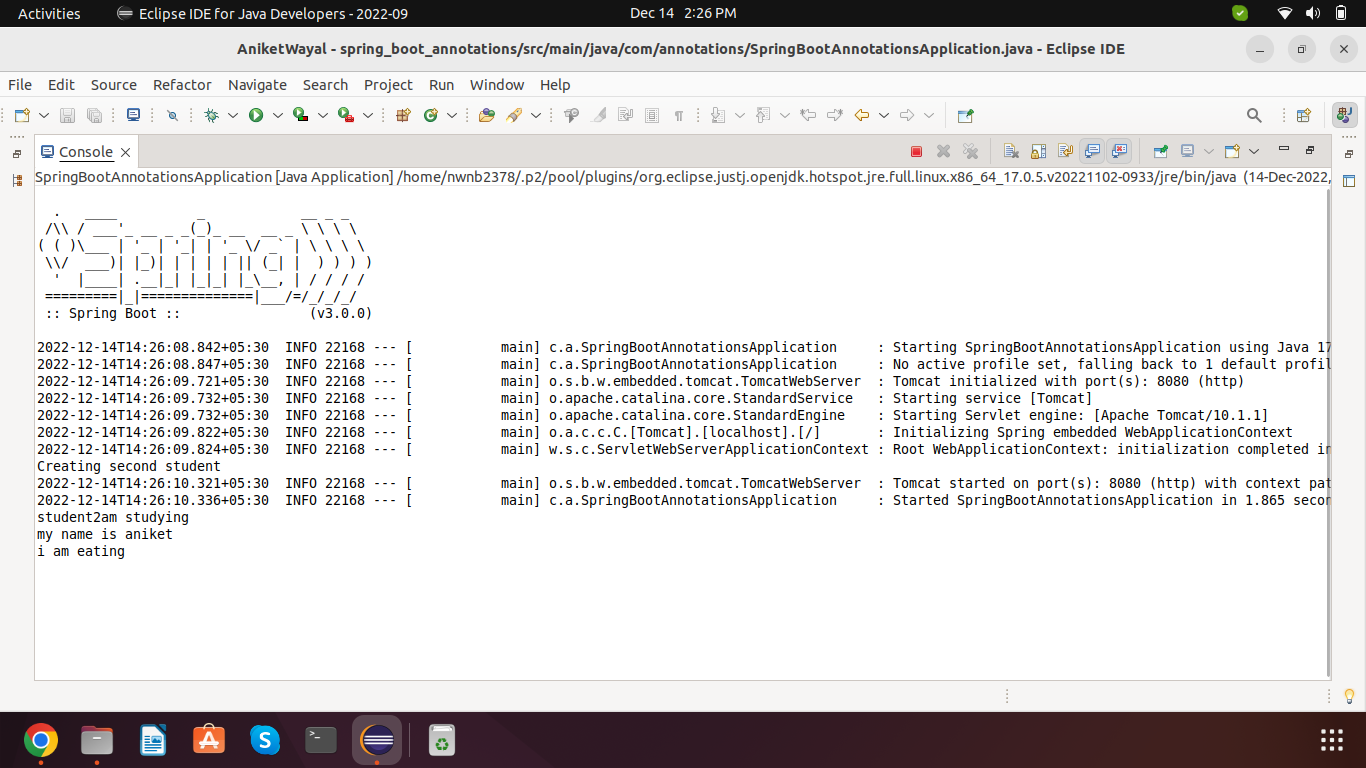 Activities Eclipse IDE for Java Developers - 2022-09 Dec 14 2:26 PM
AniketWayal - spring_boot_annotations/src/main/java/com/annotations/SpringBootAnnotationsApplication.java - Eclipse IDE
File Edit Source Refactor Navigate Search Project Run Window Help
Console
SpringBootAnnotationsApplication [Java Application] /home/nwnb2378/.p2/pool/plugins/org.eclipse.justj.openjdk.hotspot.jre.full.linux.x86_64_17.0.5.v20221102-0933/jre/bin/java (14-Dec-2022,
  .   ____          _            __ _ _
 /\\ / ___'_ __ _ _(_)_ __  __ _ \ \ \ \
( ( )\___ | '_ | '_| | '_ \/ _` | \ \ \ \
 \\/  ___)| |_)| | | | | || (_| |  ) ) ) )
  '  |____| .__|_| |_|_| |_\__, | / / / /
 =========|_|==============|___/=/_/_/_/
 :: Spring Boot ::                (v3.0.0)
2022-12-14T14:26:08.842+05:30  INFO 22168 --- [           main] c.a.SpringBootAnnotationsApplication     : Starting SpringBootAnnotationsApplication using Java 17
2022-12-14T14:26:08.847+05:30  INFO 22168 --- [           main] c.a.SpringBootAnnotationsApplication     : No active profile set, falling back to 1 default profil
2022-12-14T14:26:09.721+05:30  INFO 22168 --- [           main] o.s.b.w.embedded.tomcat.TomcatWebServer  : Tomcat initialized with port(s): 8080 (http)
2022-12-14T14:26:09.732+05:30  INFO 22168 --- [           main] o.apache.catalina.core.StandardService   : Starting service [Tomcat]
2022-12-14T14:26:09.732+05:30  INFO 22168 --- [           main] o.apache.catalina.core.StandardEngine    : Starting Servlet engine: [Apache Tomcat/10.1.1]
2022-12-14T14:26:09.822+05:30  INFO 22168 --- [           main] o.a.c.c.C.[Tomcat].[localhost].[/]       : Initializing Spring embedded WebApplicationContext
2022-12-14T14:26:09.824+05:30  INFO 22168 --- [           main] w.s.c.ServletWebServerApplicationContext : Root WebApplicationContext: initialization completed in
Creating second student
2022-12-14T14:26:10.321+05:30  INFO 22168 --- [           main] o.s.b.w.embedded.tomcat.TomcatWebServer  : Tomcat started on port(s): 8080 (http) with context pat
2022-12-14T14:26:10.336+05:30  INFO 22168 --- [           main] c.a.SpringBootAnnotationsApplication     : Started SpringBootAnnotationsApplication in 1.865 secon
student2am studying
my name is aniket
i am eating